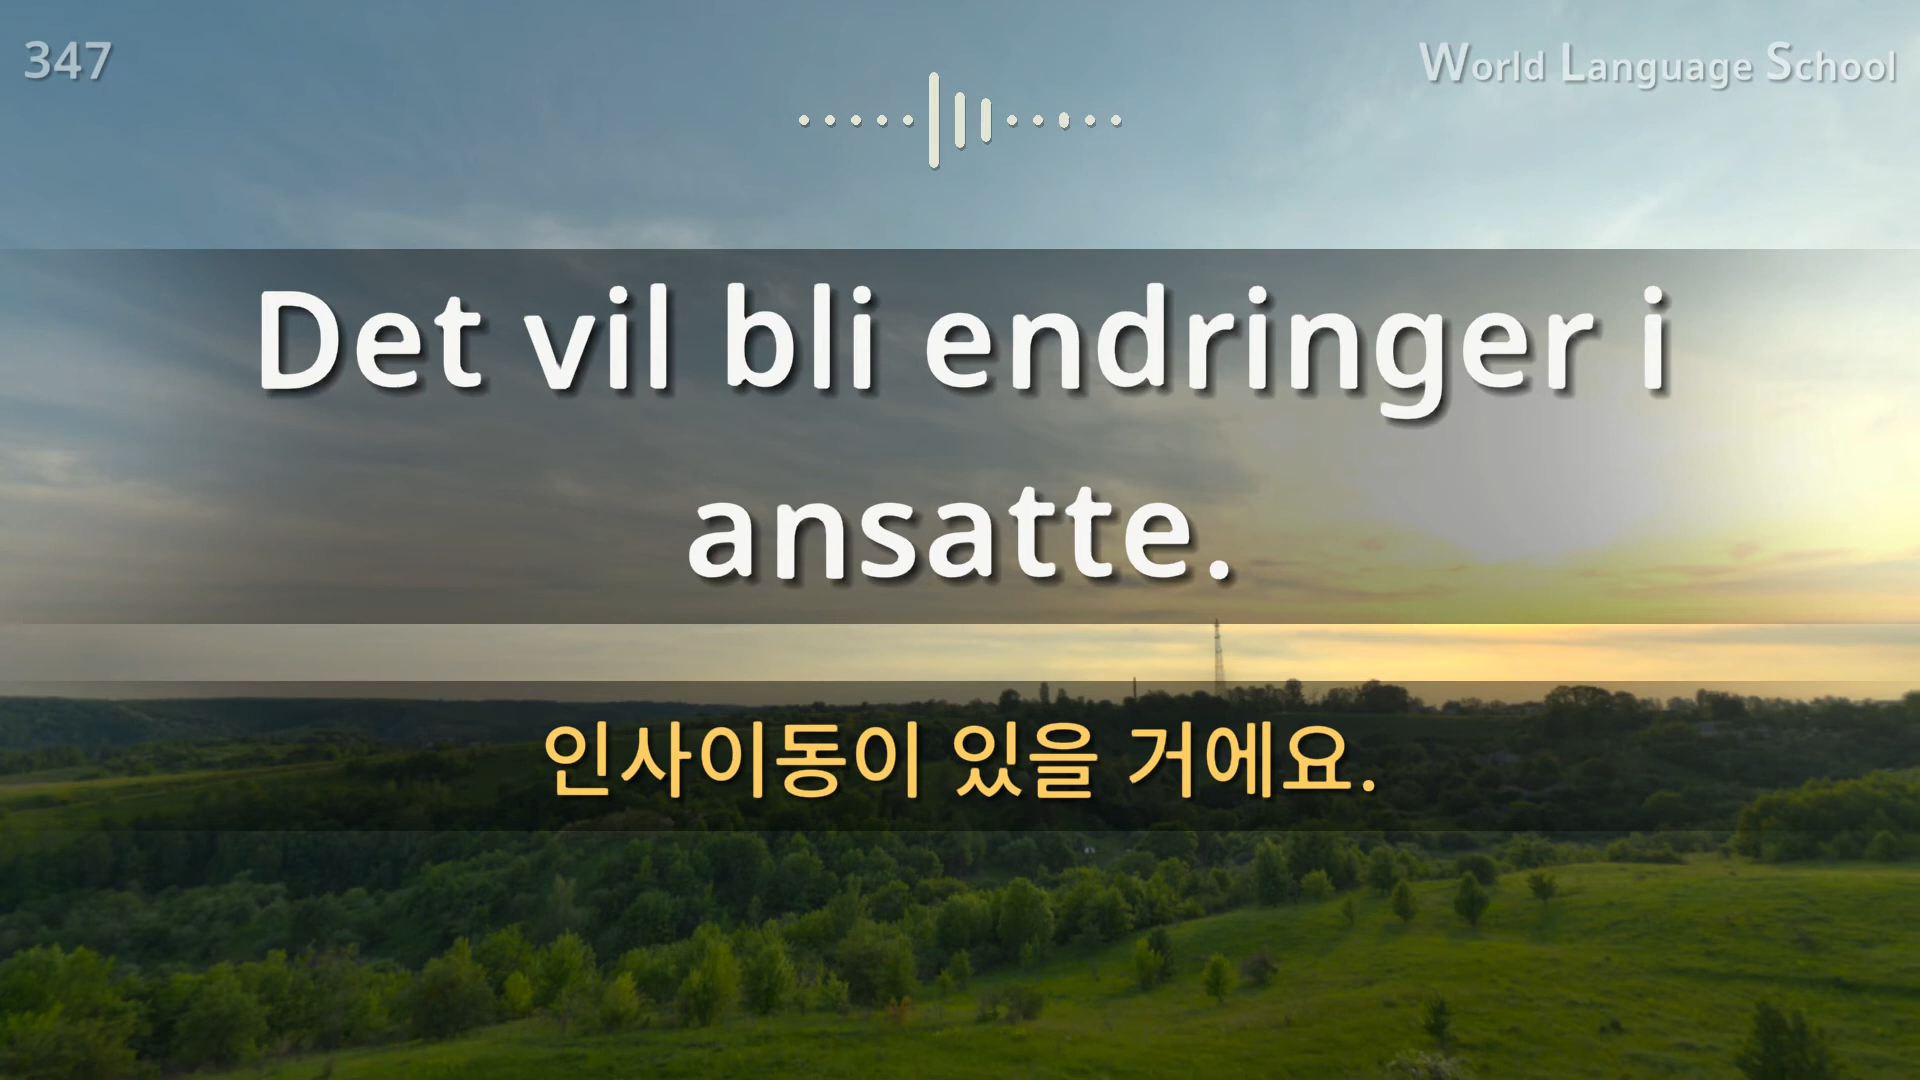 347
World Language School
Det vil bli endringer i
ansatte.
인사이동이 있을 거에요.